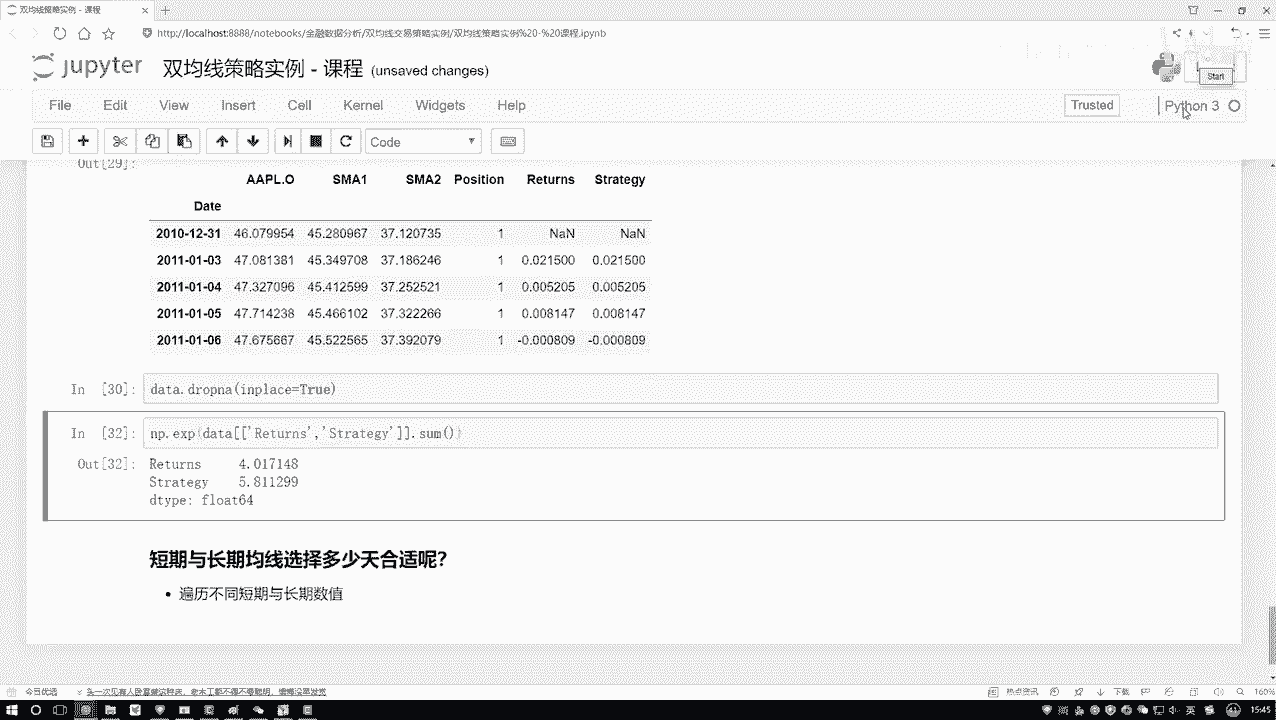 双均线策略实例 - 课程
http://localhost:8888/notebooks/金融数据分析/双均线交易策略实例/双均线策略实例%20-%20课程.ipynb
jupyter 双均线策略实例 - 课程 (unsaved changes)
Start
File Edit View Insert Cell Kernel Widgets Help
Trusted Python 3
Code
Out[29]:
AAPL.O SMA1 SMA2 Position Returns Strategy
Date
2010-12-31 46.079954 45.280967 37.120735 1 NaN NaN
2011-01-03 47.081381 45.349708 37.186246 1 0.021500 0.021500
2011-01-04 47.327096 45.412599 37.252521 1 0.005205 0.005205
2011-01-05 47.714238 45.466102 37.322266 1 0.008147 0.008147
2011-01-06 47.675667 45.522565 37.392079 1 -0.000809 -0.000809
In [30]: data.dropna(inplace=True)
In [32]: np.exp(data[['Returns','Strategy']].sum())
Out[32]: Returns 4.017148
Strategy 5.811299
dtype: float64
短期与长期均线选择多少天合适呢?
遍历不同短期与长期数值
今日优选
热点资讯 下载 160%
英 15:45